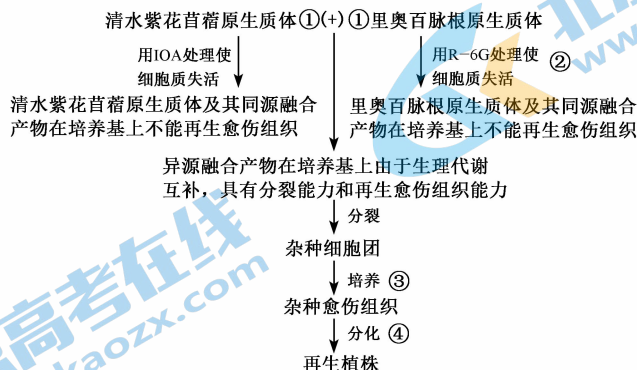 清水紫花苜蓿原生质体①(+)①里奥百脉根原生质体
用IOA处理使
细胞质失活
用R-6G处理使
细胞质失活
②
清水紫花苜蓿原生质体及其同源融合
产物在培养基上不能再生愈伤组织
里奥百脉根原生质体及其同源融合
产物在培养基上不能再生愈伤组织
异源融合产物在培养基上由于生理代谢
互补，具有分裂能力和再生愈伤组织能力
分裂
杂种细胞团
培养 ③
杂种愈伤组织
分化 ④
再生植株
高考在线
kaozx.com